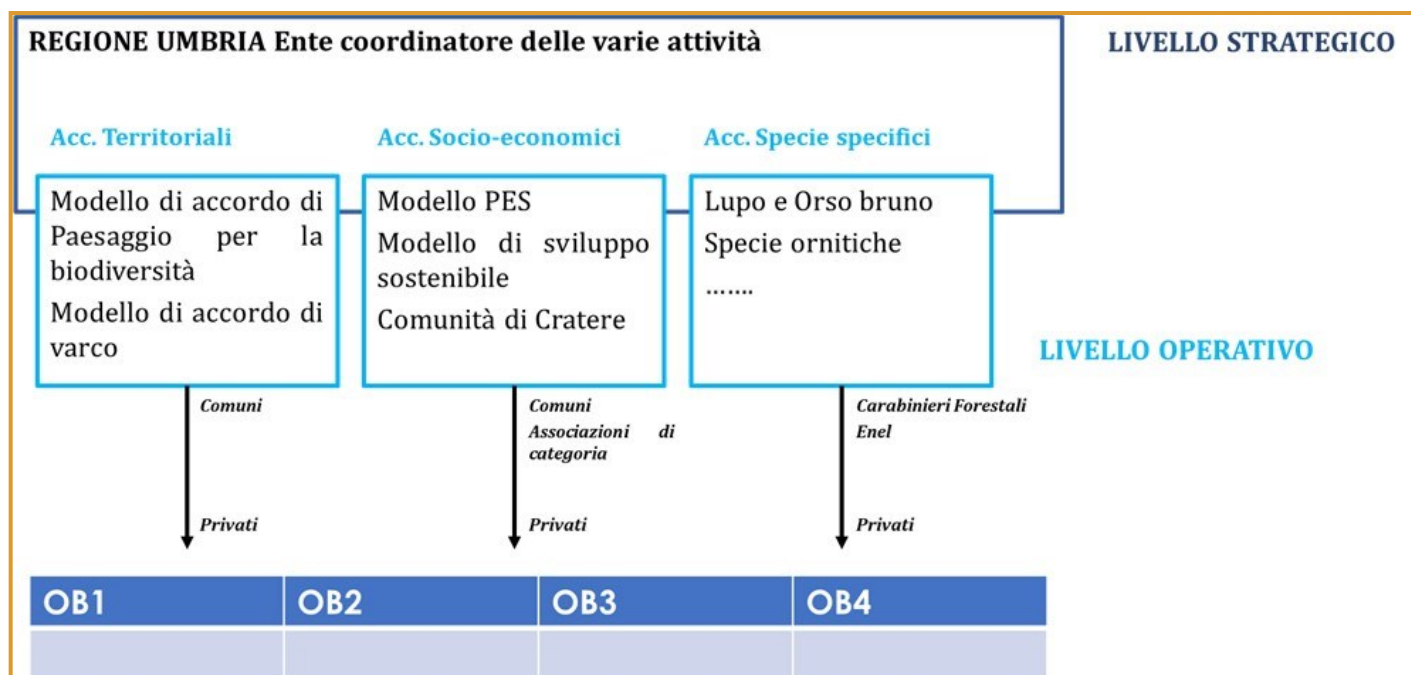 REGIONE UMBRIA Ente coordinatore delle varie attività
LIVELLO STRATEGICO
Acc. Territoriali
Modello di accordo di
Paesaggio per la
biodiversità
Modello di accordo di
varco
Acc. Socio-economici
Modello PES
Modello di sviluppo
sostenibile
Comunità di Cratere
Acc. Specie specifici
Lupo e Orso bruno
Specie ornitiche
…….
LIVELLO OPERATIVO
Comuni
Privati
Comuni
Associazioni di
categoria
Privati
Carabinieri Forestali
Enel
Privati
OB1 OB2 OB3 OB4